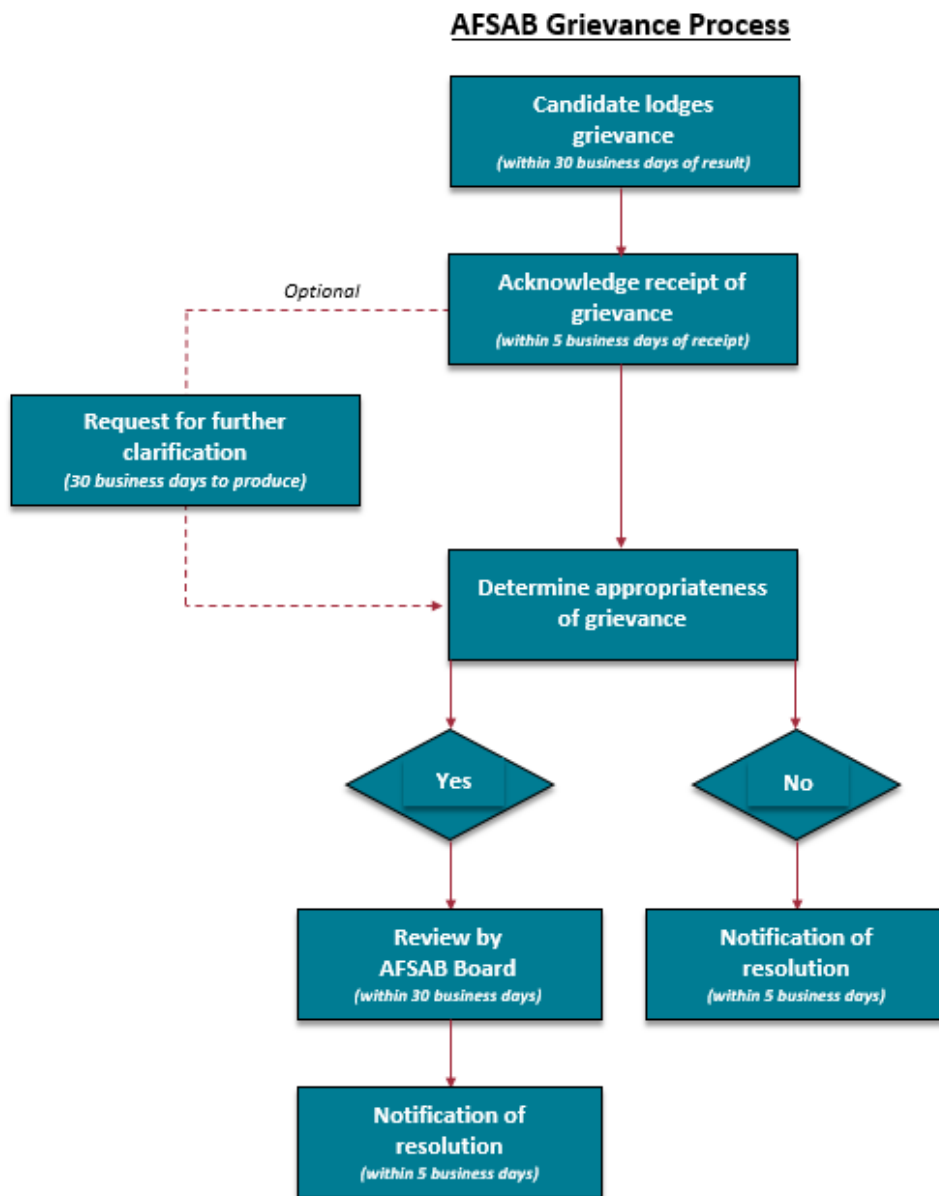 AFSAB Grievance Process
Candidate lodges
grievance
(within 30 business days of result)
Optional
Acknowledge receipt of
grievance
(within 5 business days of receipt)
Request for further
clarification
(30 business days to produce)
Determine appropriateness
of grievance
Yes
No
Review by
AFSAB Board
(within 30 business days)
Notification of
resolution
(within 5 business days)
Notification of
resolution
(within 5 business days)